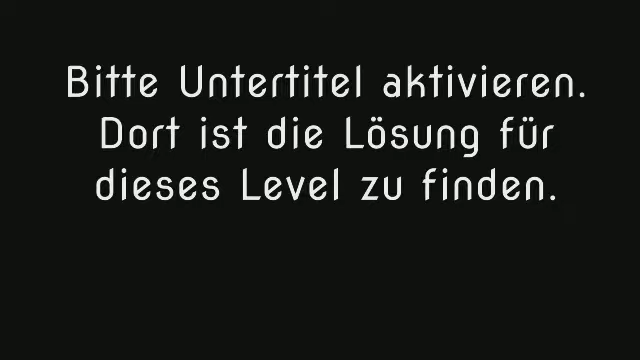 Bitte Untertitel aktivieren.
Dort ist die Lösung für
dieses Level zu finden.